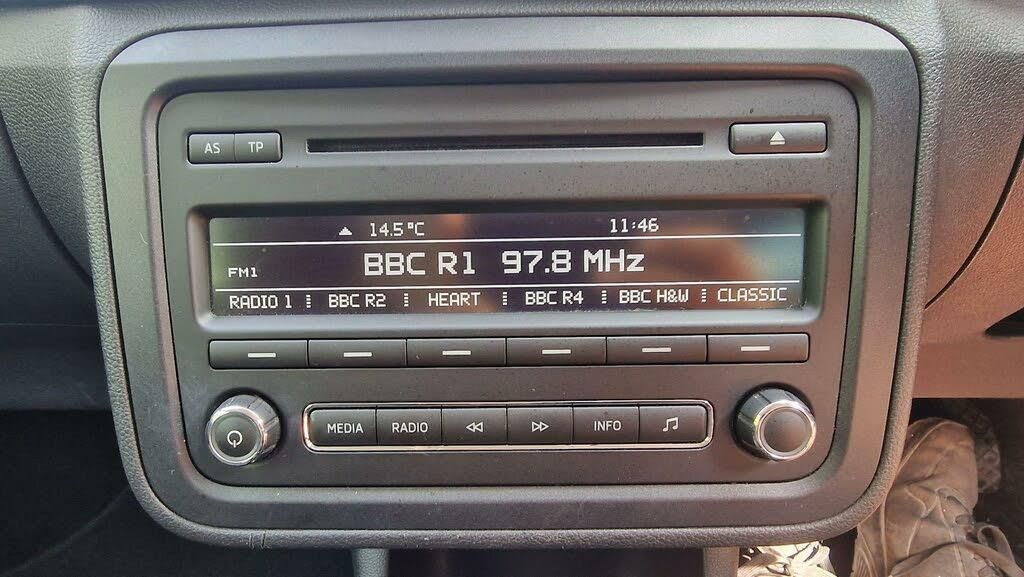 AS TP
14.5°C 11:46
FM1 BBC R1 97.8 MHz
RADIO 1 BBC R2 HEART BBC R4 BBC H&W CLASSIC
MEDIA RADIO INFO